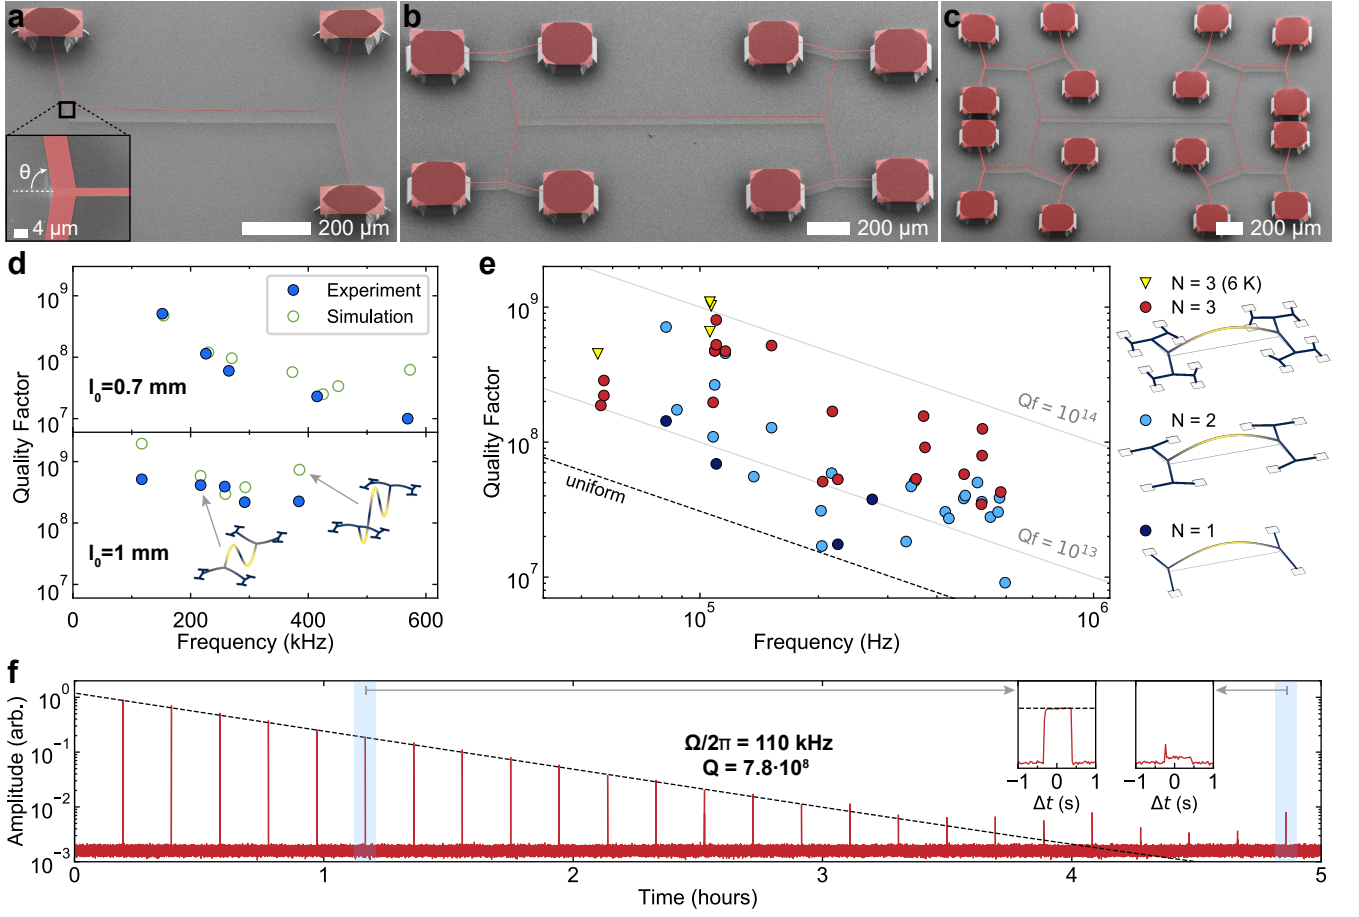 a
b
c
θ
4 μm
200 μm
200 μm
200 μm
d
e
10⁹
10⁸
10⁷
10⁹
10⁸
10⁷
Experiment
Simulation
l₀=0.7 mm
l₀=1 mm
Quality Factor
0 200 400 600
Frequency (kHz)
10⁹
10⁸
10⁷
Quality Factor
uniform
Qf = 10¹⁴
Qf = 10¹³
10⁵ 10⁶
Frequency (Hz)
N = 3 (6 K)
N = 3
N = 2
N = 1
f
10⁰
10⁻¹
10⁻²
10⁻³
Amplitude (arb.)
Ω/2π = 110 kHz
Q = 7.8·10⁸
−1 0 1
Δt (s)
−1 0 1
Δt (s)
0 1 2 3 4 5
Time (hours)